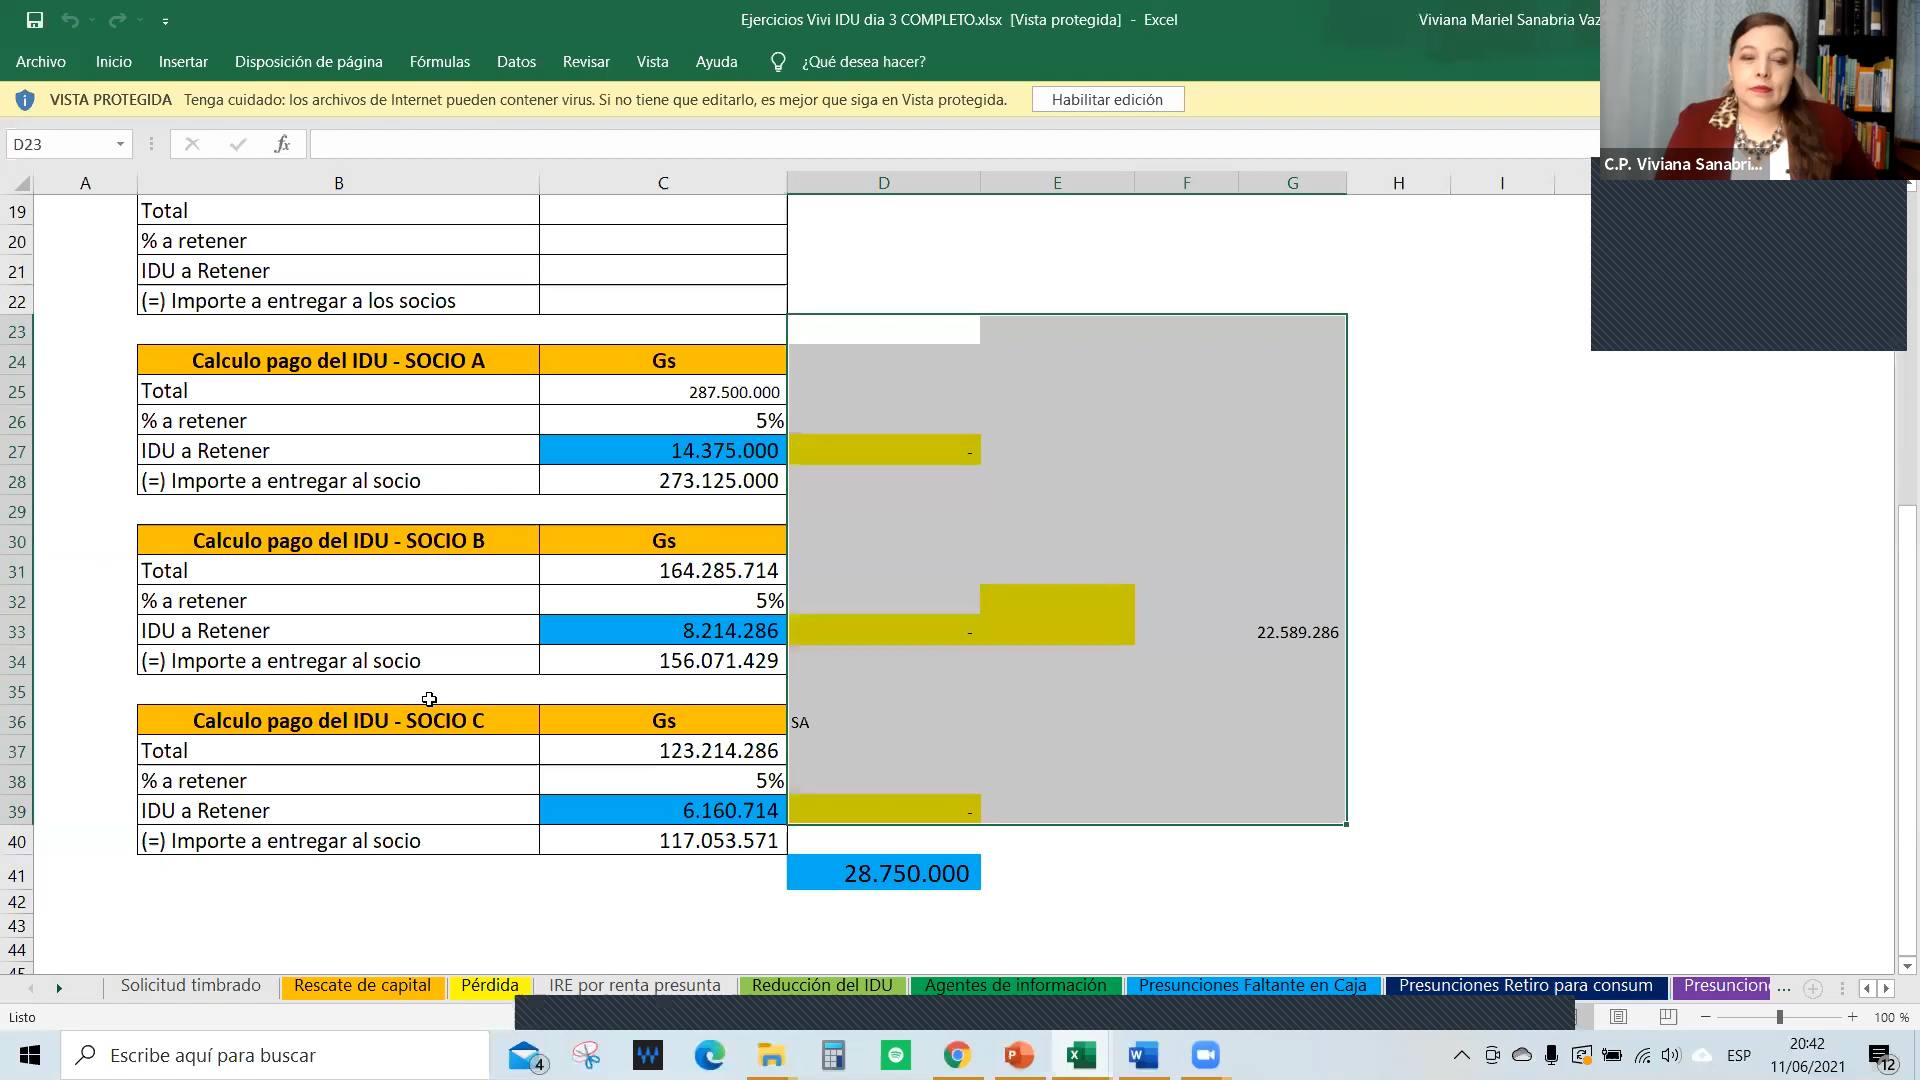 Ejercicios Vivi IDU dia 3 COMPLETO.xlsx [Vista protegida] - Excel
Viviana Mariel Sanabria Vaz
Archivo Inicio Insertar Disposición de página Fórmulas Datos Revisar Vista Ayuda ¿Qué desea hacer?
VISTA PROTEGIDA Tenga cuidado: los archivos de Internet pueden contener virus. Si no tiene que editarlo, es mejor que siga en Vista protegida. Habilitar edición
D23 fx
C.P. Viviana Sanabri...
A B C D E F G H I
19 Total
20 % a retener
21 IDU a Retener
22 (=) Importe a entregar a los socios
23
24 Calculo pago del IDU - SOCIO A Gs
25 Total 287.500.000
26 % a retener 5%
27 IDU a Retener 14.375.000 -
28 (=) Importe a entregar al socio 273.125.000
29
30 Calculo pago del IDU - SOCIO B Gs
31 Total 164.285.714
32 % a retener 5%
33 IDU a Retener 8.214.286 - 22.589.286
34 (=) Importe a entregar al socio 156.071.429
35
36 Calculo pago del IDU - SOCIO C Gs SA
37 Total 123.214.286
38 % a retener 5%
39 IDU a Retener 6.160.714 -
40 (=) Importe a entregar al socio 117.053.571
41 28.750.000
42
43
44
45
Solicitud timbrado Rescate de capital Pérdida IRE por renta presunta Reducción del IDU Agentes de información Presunciones Faltante en Caja Presunciones Retiro para consum Presuncion ...
Listo 100 %
Escribe aquí para buscar
4
ESP
20:42
11/06/2021
12